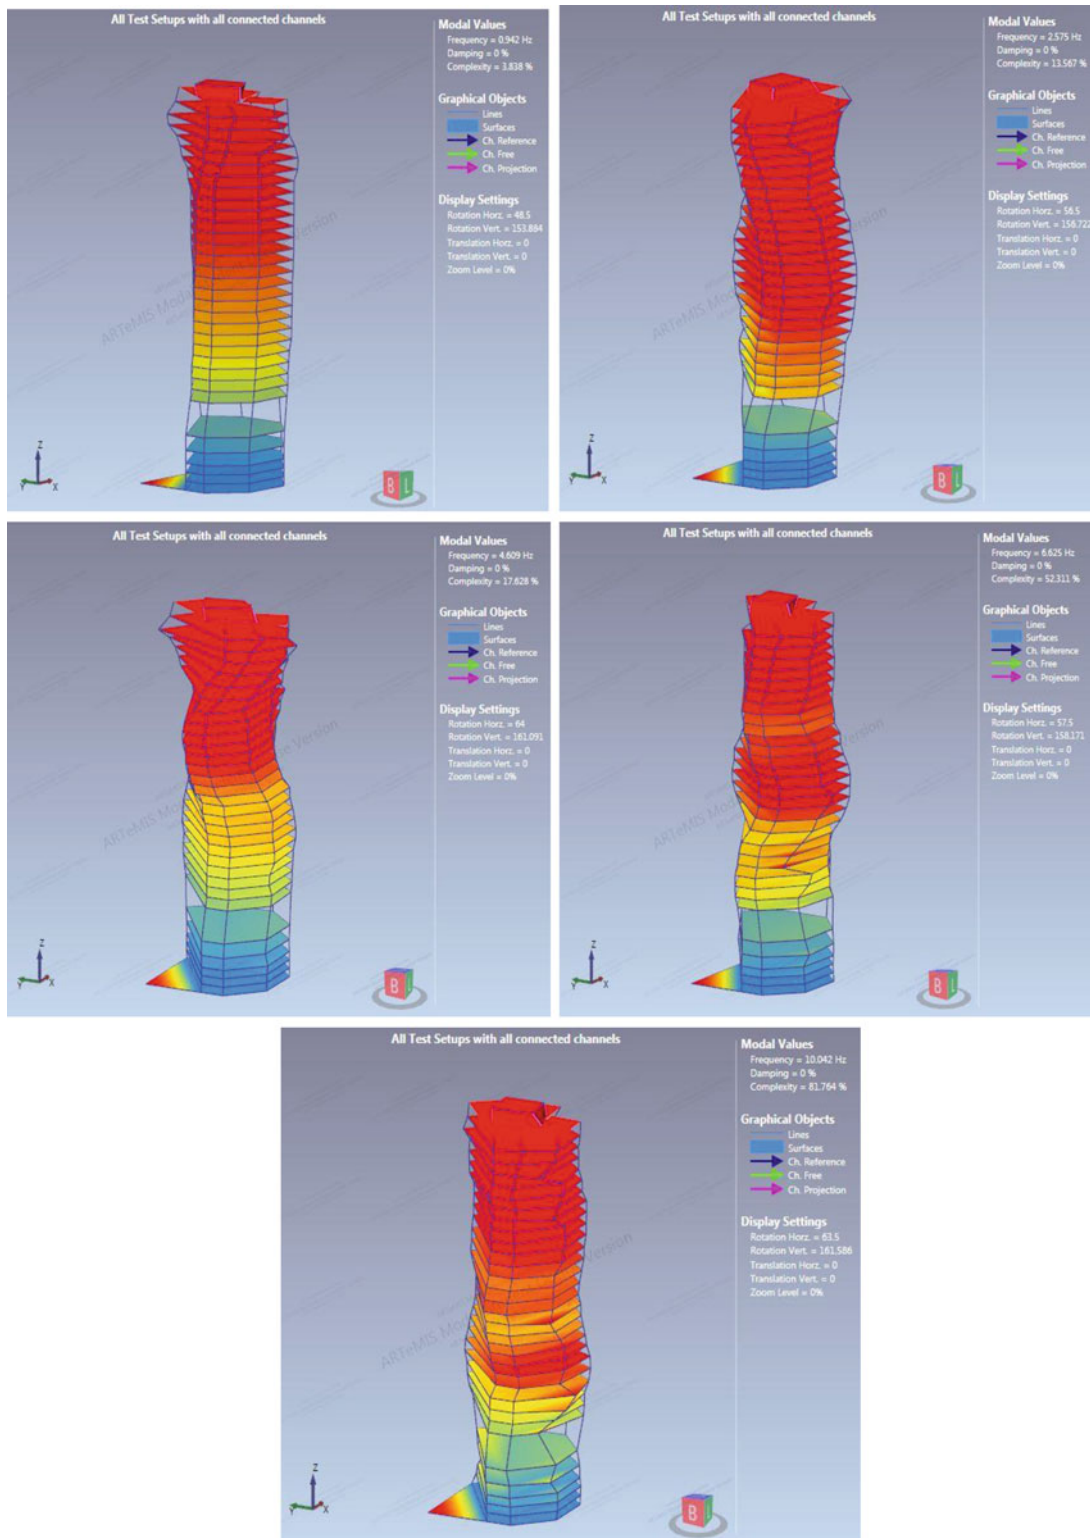 All Test Setups with all connected channels
Modal Values
Frequency = 0.942 Hz
Damping = 0 %
Complexity = 3.838 %
Graphical Objects
Lines
Surfaces
Ch. Reference
Ch. Free
Ch. Projection
Display Settings
Rotation Horz. = 48.5
Rotation Vert. = 153.884
Translation Horz. = 0
Translation Vert. = 0
Zoom Level = 0%
Z
Y
X
B
L
All Test Setups with all connected channels
Modal Values
Frequency = 2.575 Hz
Damping = 0 %
Complexity = 13.567 %
Graphical Objects
Lines
Surfaces
Ch. Reference
Ch. Free
Ch. Projection
Display Settings
Rotation Horz. = 56.5
Rotation Vert. = 156.722
Translation Horz. = 0
Translation Vert. = 0
Zoom Level = 0%
Z
Y
X
B
L
All Test Setups with all connected channels
Modal Values
Frequency = 4.609 Hz
Damping = 0 %
Complexity = 17.628 %
Graphical Objects
Lines
Surfaces
Ch. Reference
Ch. Free
Ch. Projection
Display Settings
Rotation Horz. = 64
Rotation Vert. = 161.091
Translation Horz. = 0
Translation Vert. = 0
Zoom Level = 0%
Z
Y
X
B
L
All Test Setups with all connected channels
Modal Values
Frequency = 6.625 Hz
Damping = 0 %
Complexity = 52.311 %
Graphical Objects
Lines
Surfaces
Ch. Reference
Ch. Free
Ch. Projection
Display Settings
Rotation Horz. = 57.5
Rotation Vert. = 158.171
Translation Horz. = 0
Translation Vert. = 0
Zoom Level = 0%
Z
Y
X
B
L
All Test Setups with all connected channels
Modal Values
Frequency = 10.042 Hz
Damping = 0 %
Complexity = 81.764 %
Graphical Objects
Lines
Surfaces
Ch. Reference
Ch. Free
Ch. Projection
Display Settings
Rotation Horz. = 63.5
Rotation Vert. = 161.586
Translation Horz. = 0
Translation Vert. = 0
Zoom Level = 0%
Z
Y
X
B
L